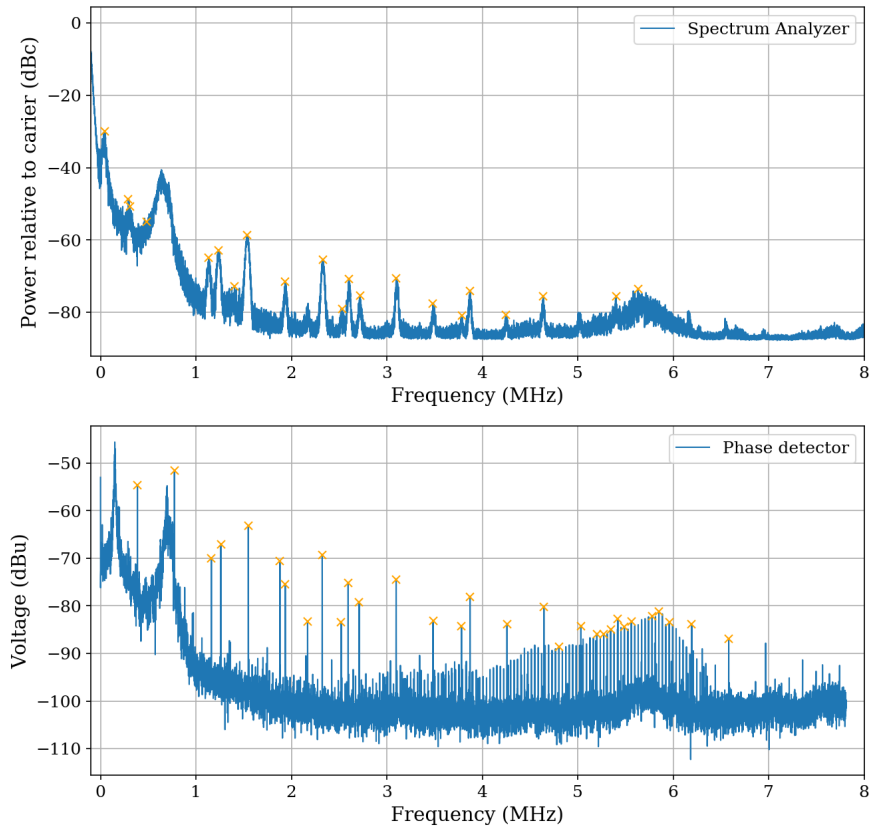 0
Spectrum Analyzer
−20
−40
−60
−80
Power relative to carier (dBc)
0 1 2 3 4 5 6 7 8
Frequency (MHz)
Phase detector
−50
−60
−70
−80
−90
−100
−110
Voltage (dBu)
0 1 2 3 4 5 6 7 8
Frequency (MHz)